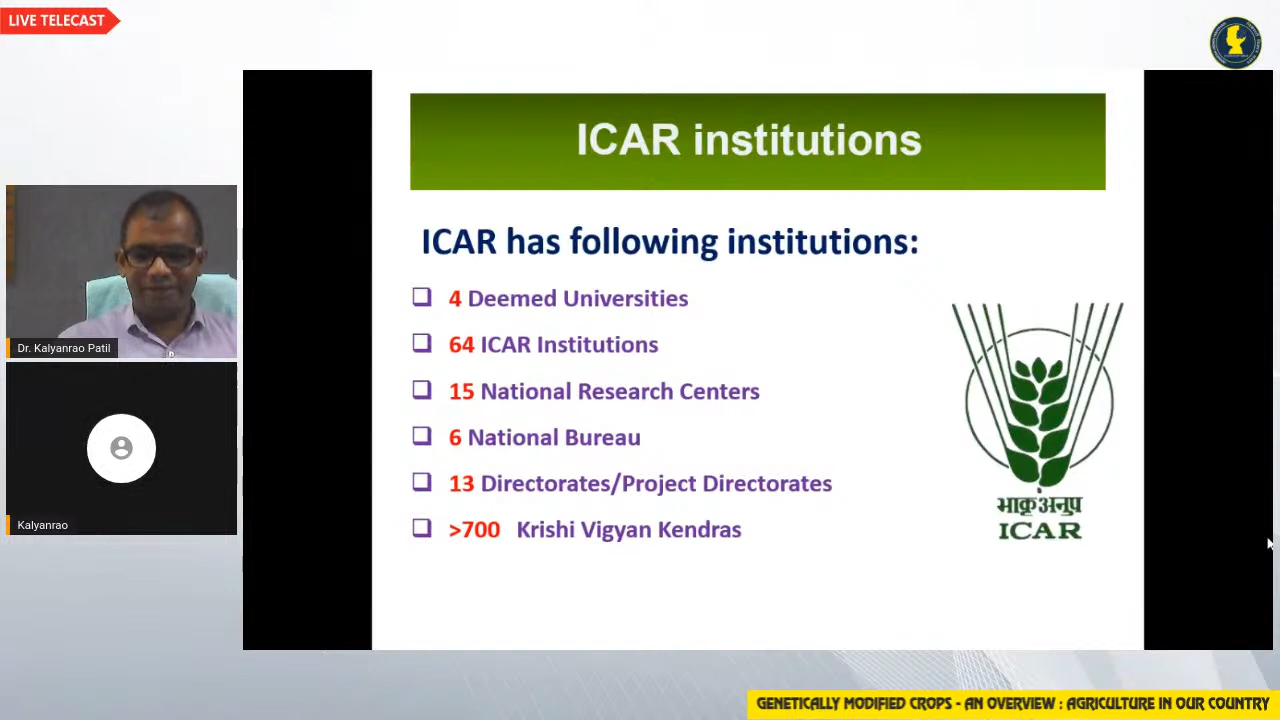 LIVE TELECAST
ICAR institutions
ICAR has following institutions:
4 Deemed Universities
64 ICAR Institutions
15 National Research Centers
6 National Bureau
13 Directorates/Project Directorates
>700 Krishi Vigyan Kendras
भाकृअनुप
ICAR
Dr. Kalyanrao Patil
Kalyanrao
GENETICALLY MODIFIED CROPS - AN OVERVIEW : AGRICULTURE IN OUR COUNTRY